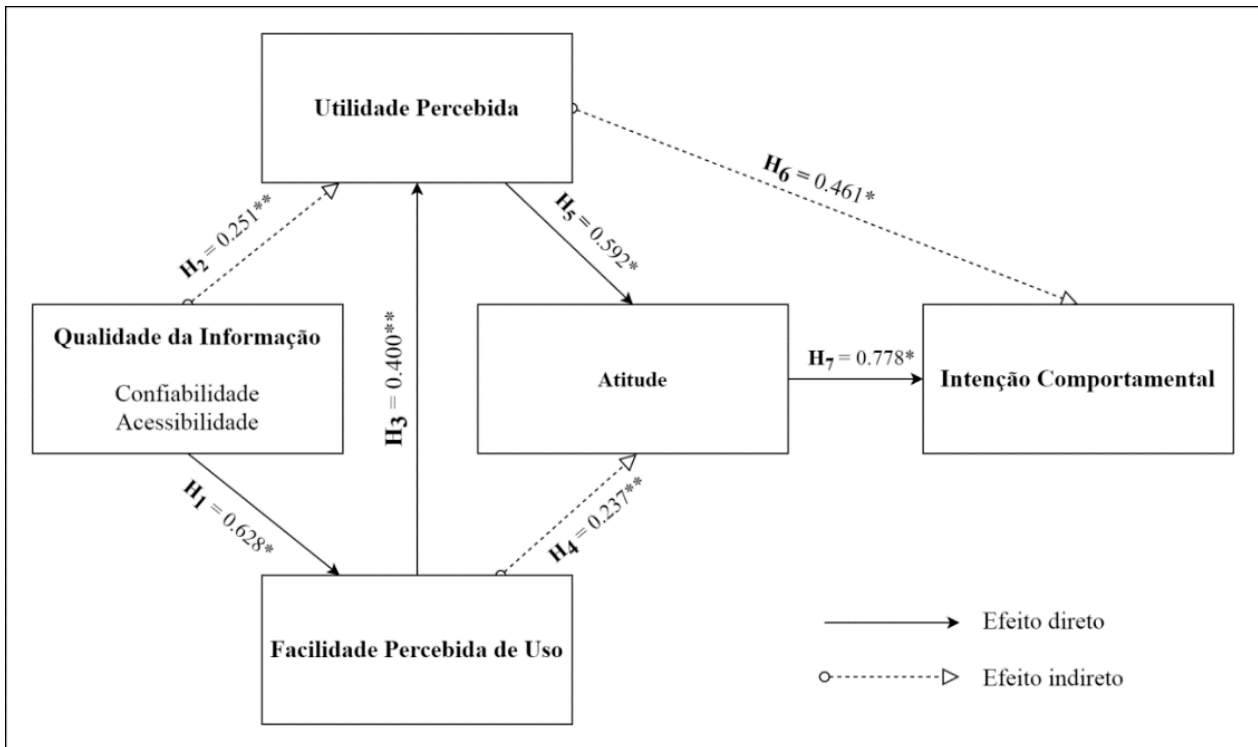 Utilidade Percebida
H6 = 0.461*
H5 = 0.592*
H2 = 0.251**
H3 = 0.400**
Qualidade da Informação
Confiabilidade
Acessibilidade
Atitude
H7 = 0.778*
Intenção Comportamental
H1 = 0.628*
H4 = 0.237**
Facilidade Percebida de Uso
Efeito direto
Efeito indireto